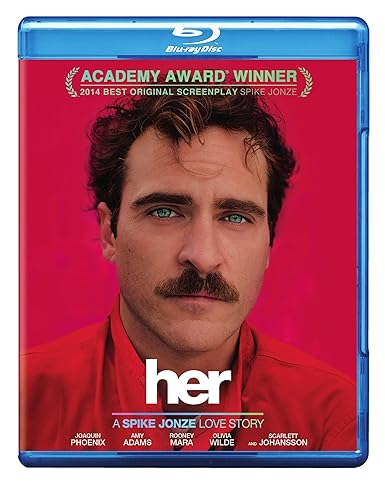 Blu-ray Disc
ACADEMY AWARD® WINNER
2014 BEST ORIGINAL SCREENPLAY SPIKE JONZE
her
A SPIKE JONZE LOVE STORY
JOAQUIN PHOENIX AMY ADAMS ROONEY MARA OLIVIA WILDE AND SCARLETT JOHANSSON